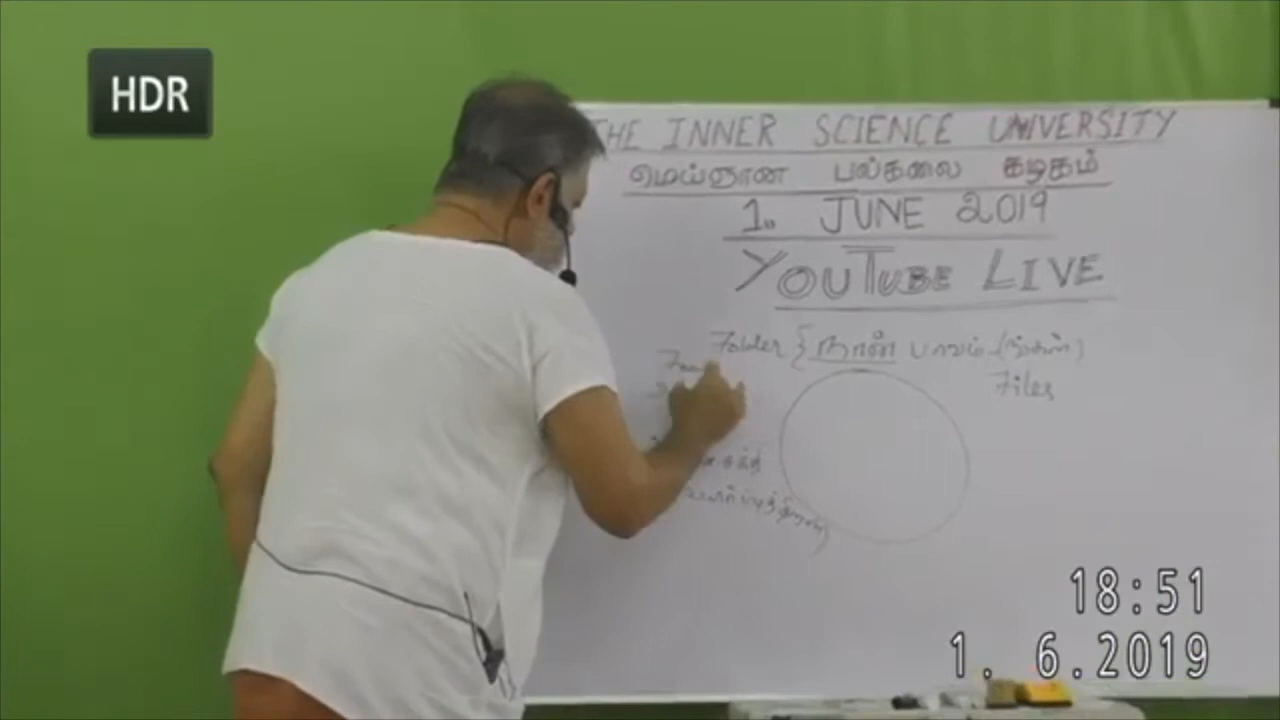 HDR
THE INNER SCIENCE UNIVERSITY
மெய்ஞான பல்கலை கழகம்
1. JUNE 2019
YOUTUBE LIVE
Folder { நான் பாவம்
Files
18:51
1. 6.2019